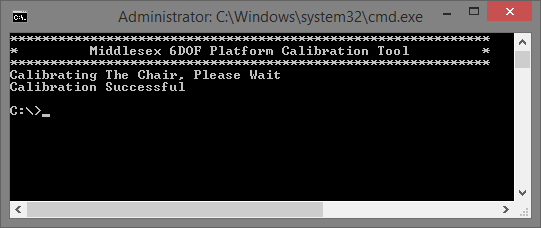 Administrator: C:\Windows\system32\cmd.exe
************************************************************
*         Middlesex 6DOF Platform Calibration Tool         *
************************************************************
Calibrating The Chair, Please Wait
Calibration Successful
C:\>_